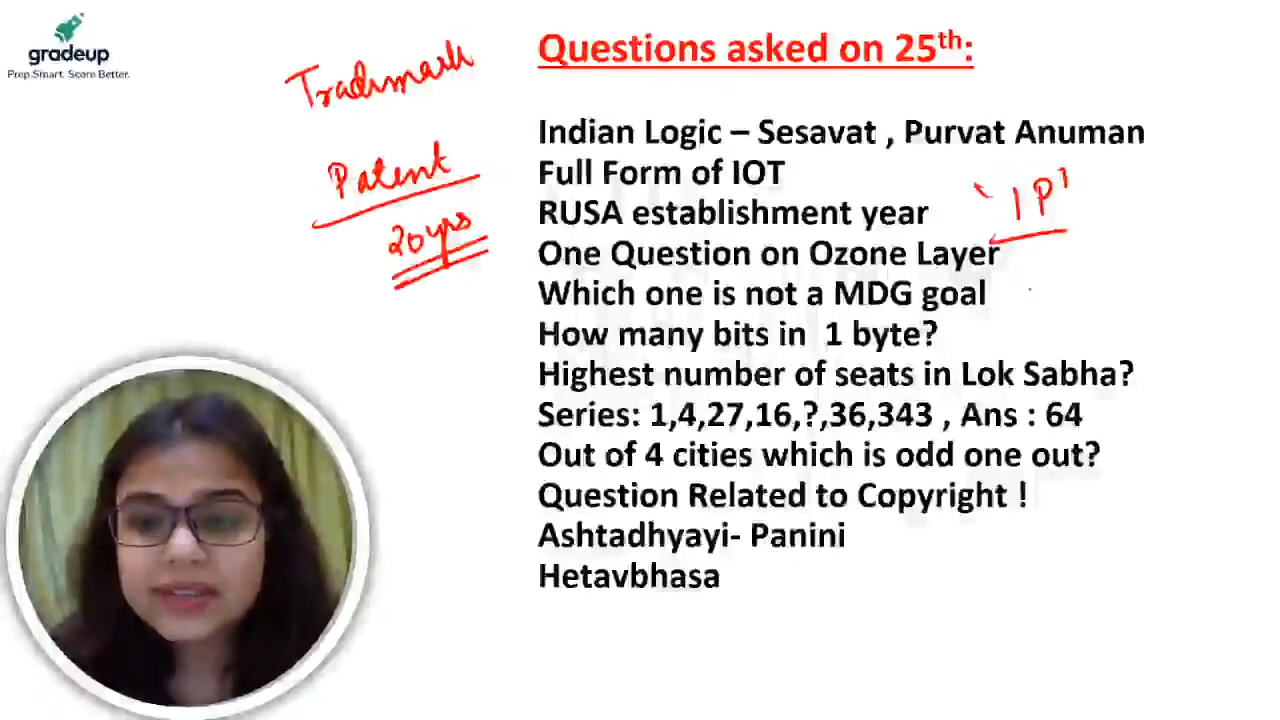 gradeup
Prep.Smart. Score Better.
Trademark
Patent
20 yrs
Questions asked on 25th:
Indian Logic – Sesavat , Purvat Anuman
Full Form of IOT
RUSA establishment year
One Question on Ozone Layer
Which one is not a MDG goal
How many bits in 1 byte?
Highest number of seats in Lok Sabha?
Series: 1,4,27,16,?,36,343 , Ans : 64
Out of 4 cities which is odd one out?
Question Related to Copyright !
Ashtadhyayi- Panini
Hetavbhasa